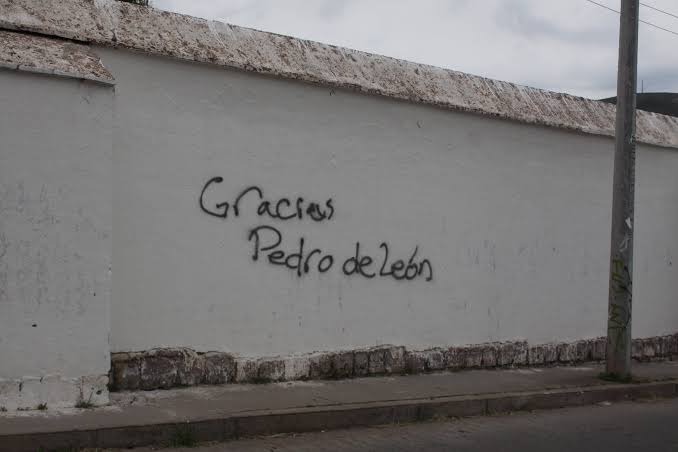 Gracias
Pedro de León